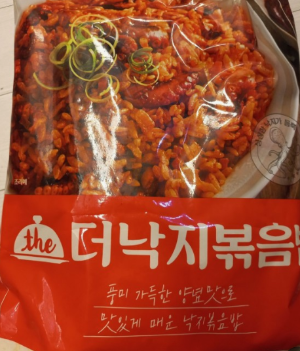 the
더낙지볶음밥
풍미 가득한 양념맛으로
맛있게 매운 낙지볶음밥